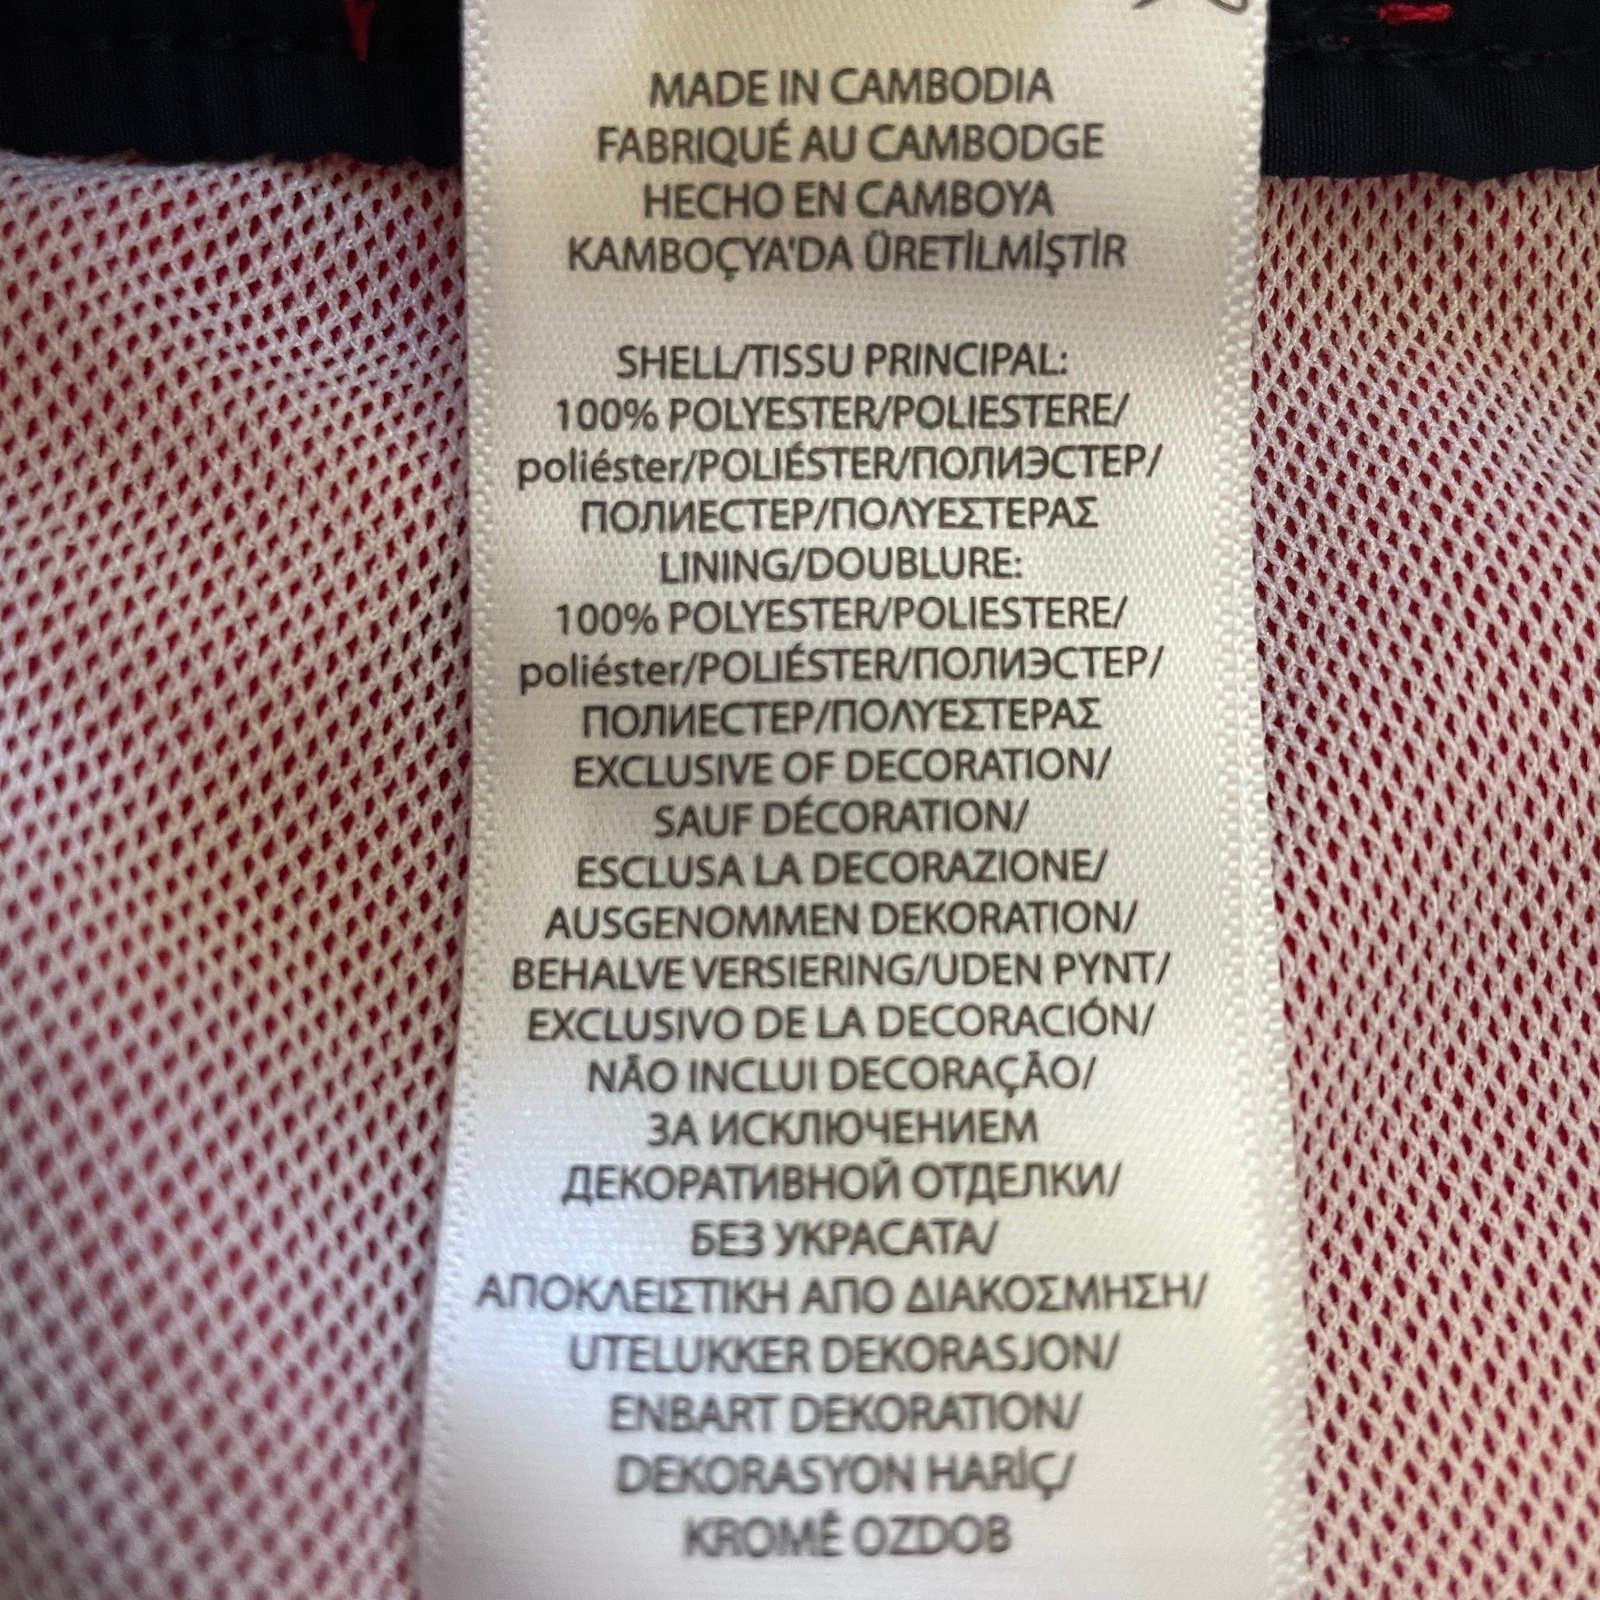 MADE IN CAMBODIA
FABRIQUÉ AU CAMBODGE
HECHO EN CAMBOYA
KAMBOÇYA'DA ÜRETİLMİŞTİR
SHELL/TISSU PRINCIPAL:
100% POLYESTER/POLIESTERE/
poliéster/POLIÉSTER/ПОЛИЭСТЕР/
ПОЛИЕСТЕР/ΠΟΛΥΕΣΤΕΡΑΣ
LINING/DOUBLURE:
100% POLYESTER/POLIESTERE/
poliéster/POLIÉSTER/ПОЛИЭСТЕР/
ПОЛИЕСТЕР/ΠΟΛΥΕΣΤΕΡΑΣ
EXCLUSIVE OF DECORATION/
SAUF DÉCORATION/
ESCLUSA LA DECORAZIONE/
AUSGENOMMEN DEKORATION/
BEHALVE VERSIERING/UDEN PYNT/
EXCLUSIVO DE LA DECORACIÓN/
NÃO INCLUI DECORAÇÃO/
ЗА ИСКЛЮЧЕНИЕМ
ДЕКОРАТИВНОЙ ОТДЕЛКИ/
БЕЗ УКРАСАТА/
ΑΠΟΚΛΕΙΣΤΙΚΗ ΑΠΟ ΔΙΑΚΟΣΜΗΣΗ/
UTELUKKER DEKORASJON/
ENBART DEKORATION/
DEKORASYON HARİÇ/
KROMĚ OZDOB